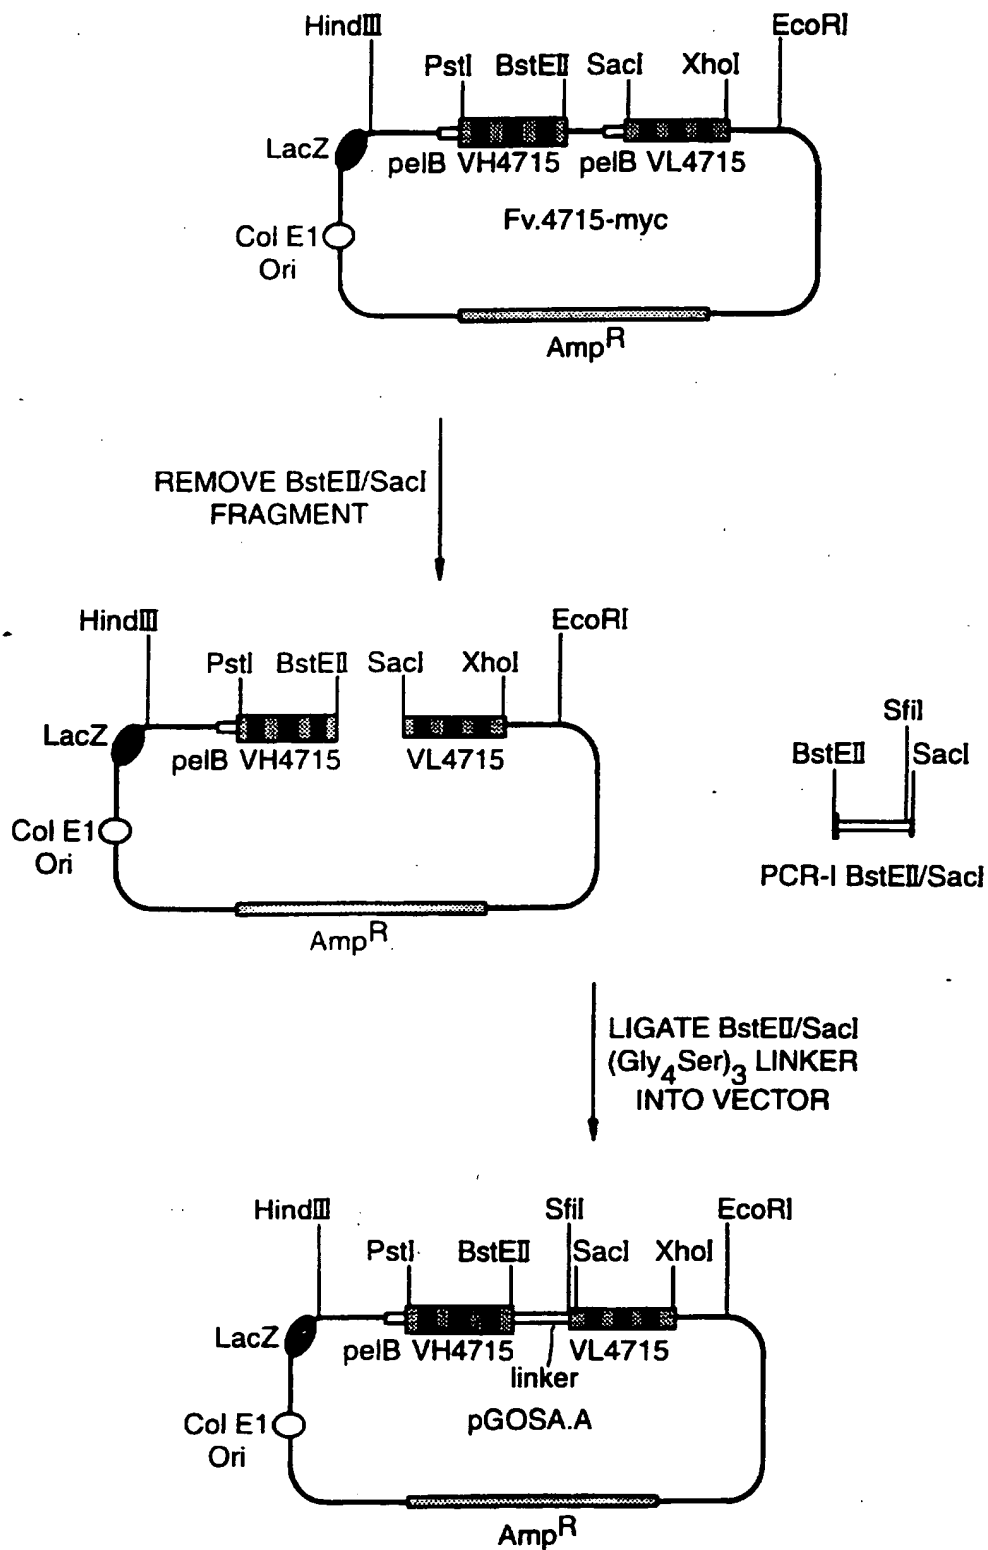 HindIII
EcoRI
PstI
BstEII
SacI
XhoI
LacZ
pelB VH4715 pelB VL4715
Fv.4715-myc
Col E1
Ori
AmpR
REMOVE BstEII/SacI
FRAGMENT
HindIII
EcoRI
PstI
BstEII
SacI
XhoI
LacZ
pelB VH4715
VL4715
Col E1
Ori
AmpR
SfiI
BstEII
SacI
PCR-I BstEII/SacI
LIGATE BstEII/SacI
(Gly4Ser)3 LINKER
INTO VECTOR
HindIII
SfiI
EcoRI
PstI
BstEII
SacI
XhoI
LacZ
pelB VH4715
VL4715
linker
pGOSA.A
Col E1
Ori
AmpR